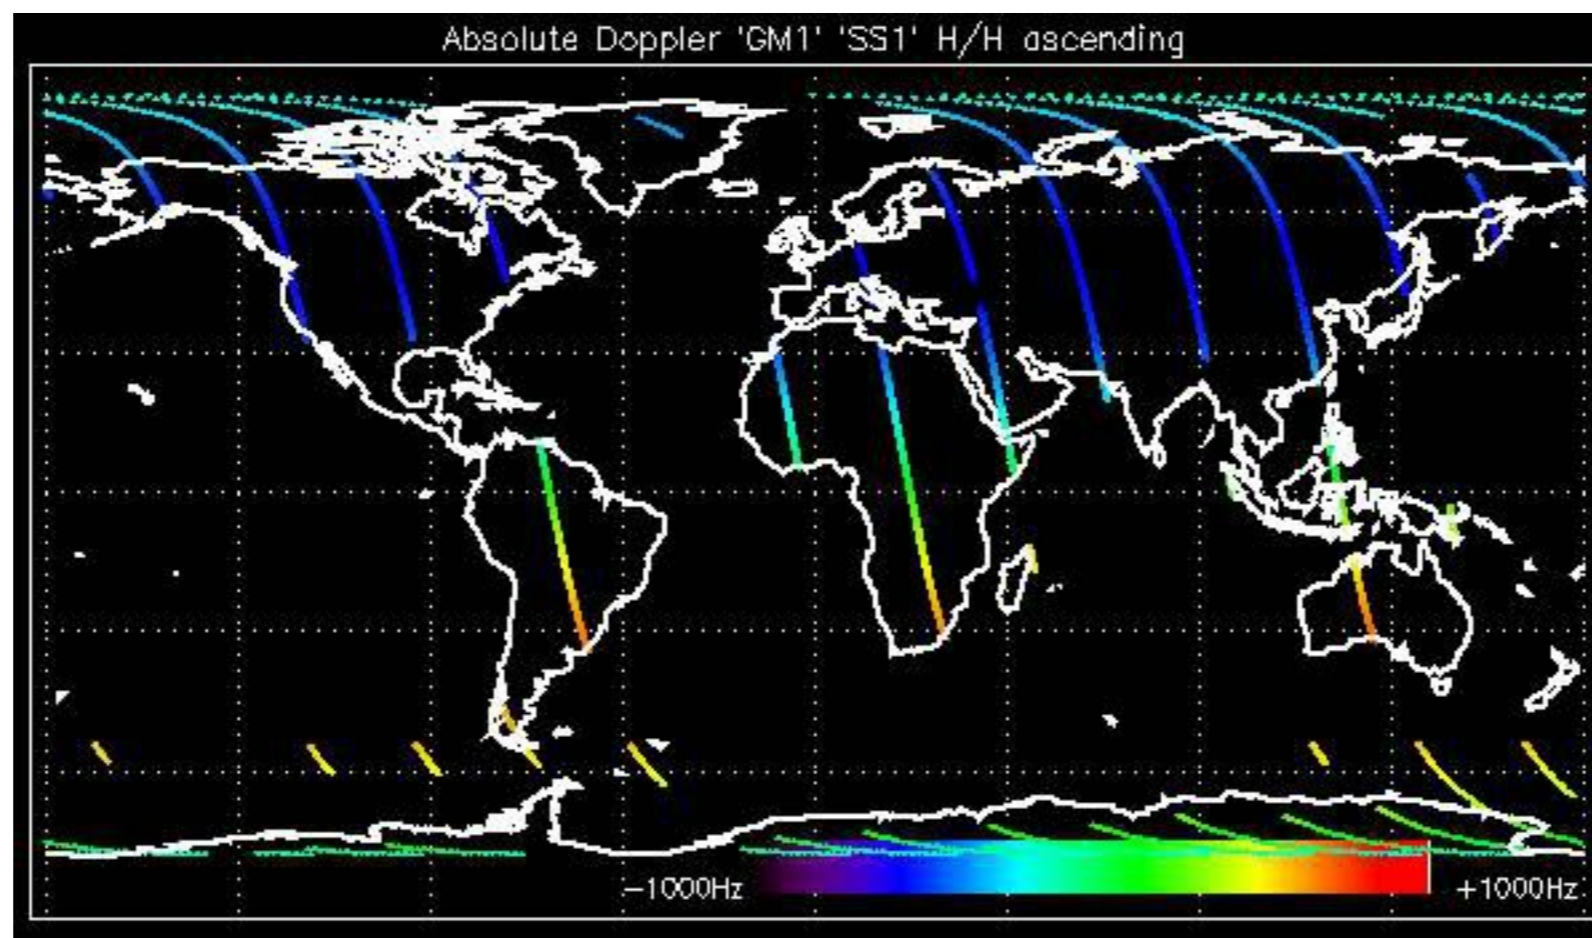 Absolute Doppler 'GM1' 'SS1' H/H ascending
−1000Hz
+1000Hz